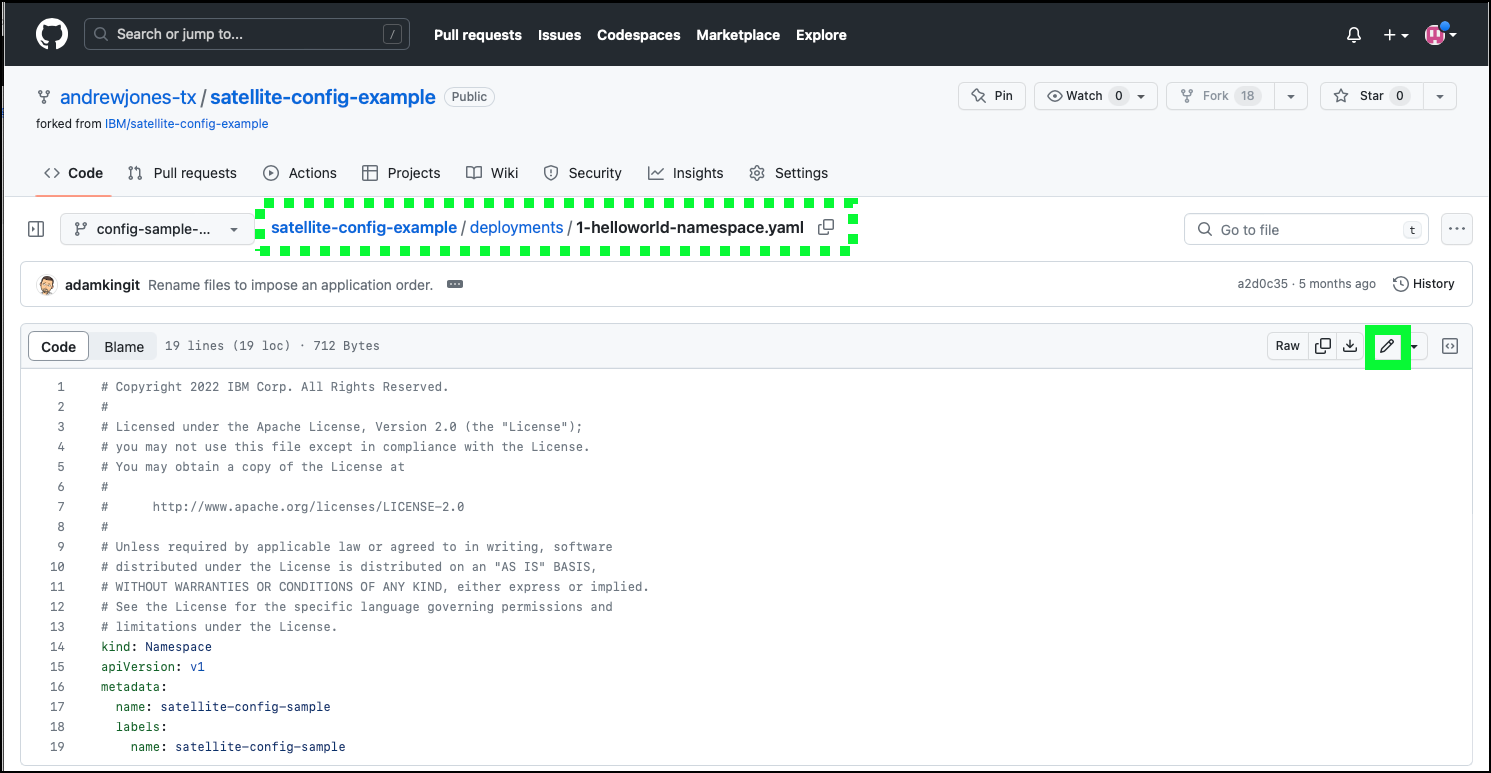 Search or jump to... / Pull requests Issues Codespaces Marketplace Explore
andrewjones-tx / satellite-config-example Public Pin Watch 0 Fork 18 Star 0
forked from IBM/satellite-config-example
Code Pull requests Actions Projects Wiki Security Insights Settings
config-sample-... satellite-config-example / deployments / 1-helloworld-namespace.yaml Go to file t
adamkingit Rename files to impose an application order. a2d0c35 · 5 months ago History
Code Blame 19 lines (19 loc) · 712 Bytes Raw
1 # Copyright 2022 IBM Corp. All Rights Reserved.
2 #
3 # Licensed under the Apache License, Version 2.0 (the "License");
4 # you may not use this file except in compliance with the License.
5 # You may obtain a copy of the License at
6 #
7 #      http://www.apache.org/licenses/LICENSE-2.0
8 #
9 # Unless required by applicable law or agreed to in writing, software
10 # distributed under the License is distributed on an "AS IS" BASIS,
11 # WITHOUT WARRANTIES OR CONDITIONS OF ANY KIND, either express or implied.
12 # See the License for the specific language governing permissions and
13 # limitations under the License.
14 kind: Namespace
15 apiVersion: v1
16 metadata:
17   name: satellite-config-sample
18   labels:
19     name: satellite-config-sample